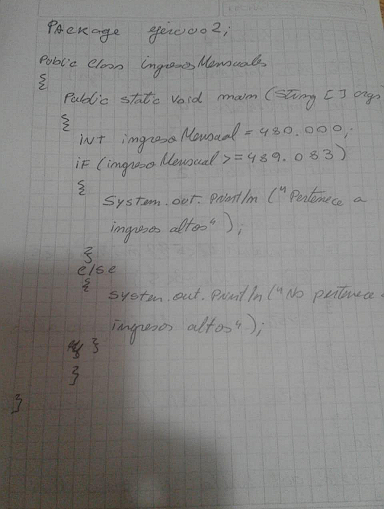 Package ejercicio2;
Public Class ingresosMensuales
{
Public static void main (String [] args
{
int ingresoMensual = 480.000;
if (ingresoMensual >= 489.083)
{
System.out.Println ("Pertenece a
ingresos altos");
}
else
{
System.out.Println ("No pertenece a
ingresos altos");
}
}
}